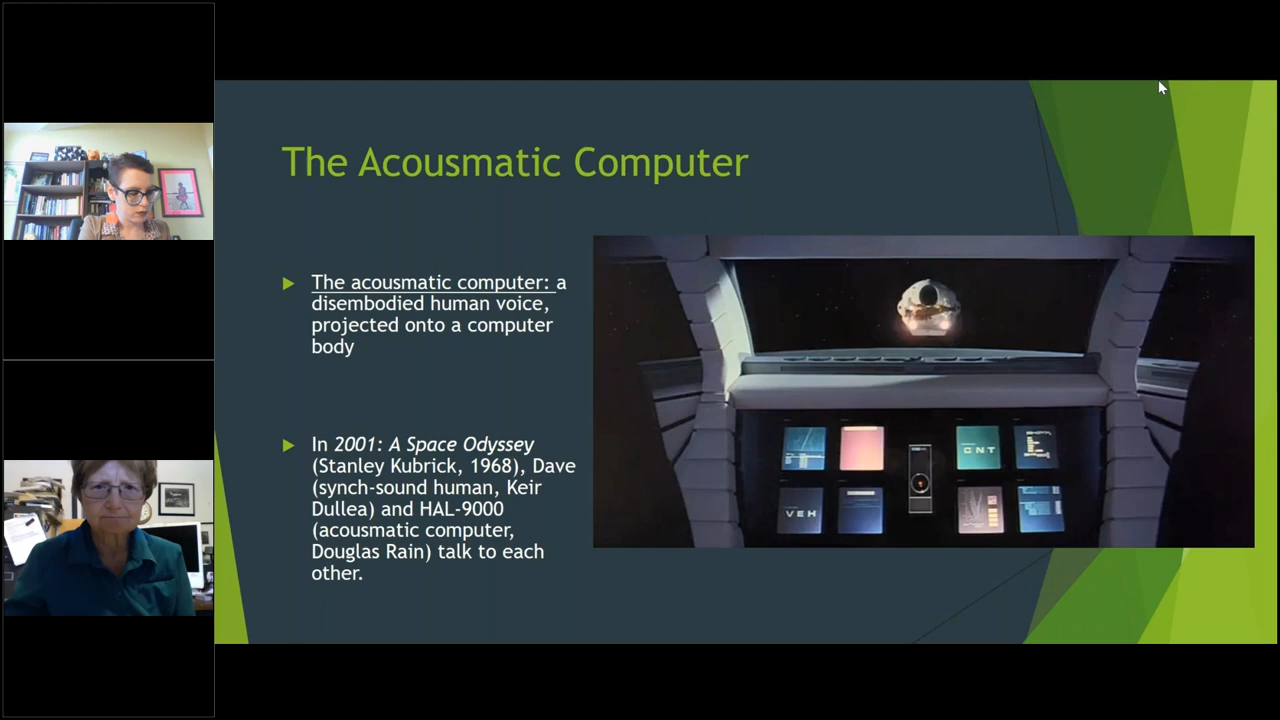 The Acousmatic Computer
The acousmatic computer: a
disembodied human voice,
projected onto a computer
body
In 2001: A Space Odyssey
(Stanley Kubrick, 1968), Dave
(synch-sound human, Keir
Dullea) and HAL-9000
(acousmatic computer,
Douglas Rain) talk to each
other.
CNT
VEH